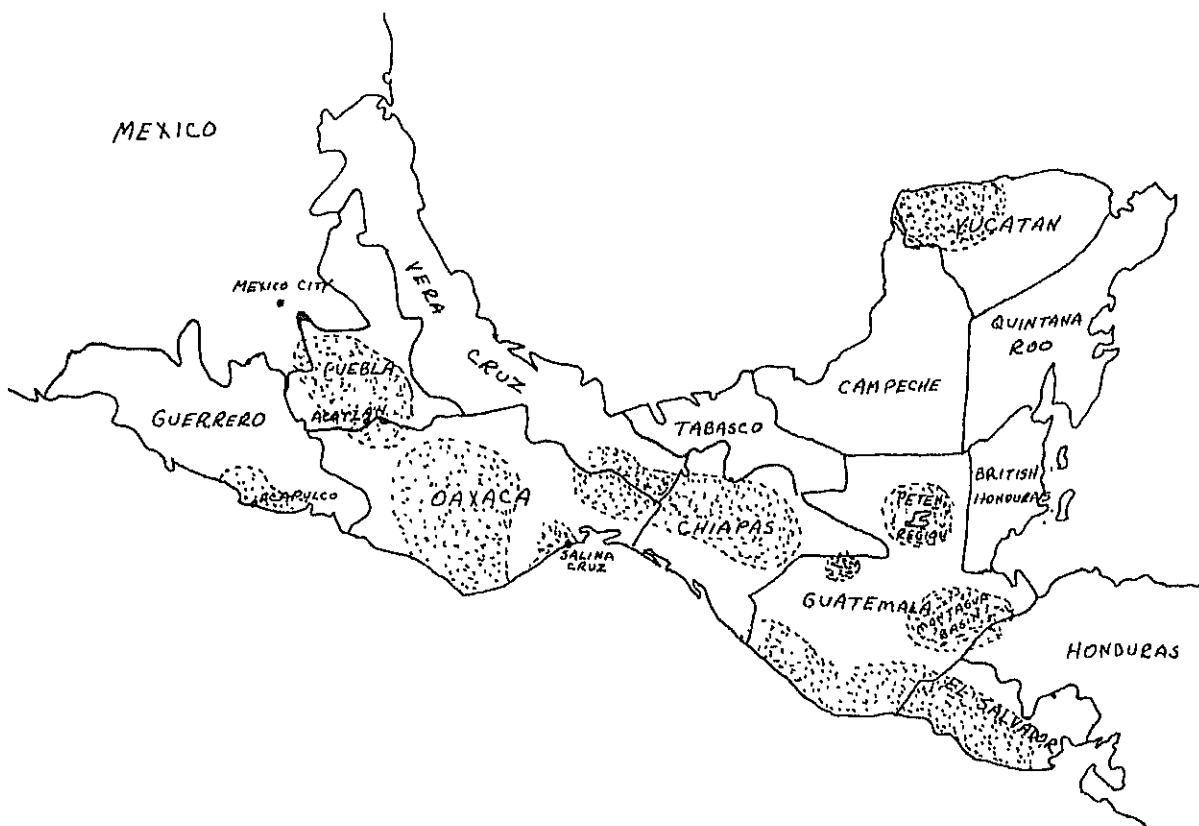 MEXICO
YUCATAN
VERA
CRUZ
MEXICO CITY
QUINTANA
ROO
PUEBLA
CAMPECHE
ACATLAN
GUERRERO
TABASCO
BRITISH
HONDURAS
ACAPULCO
OAXACA
PETEN
REGION
CHIAPAS
SALINA
CRUZ
GUATEMALA
MONTAGUA
BASIN
HONDURAS
EL SALVADOR